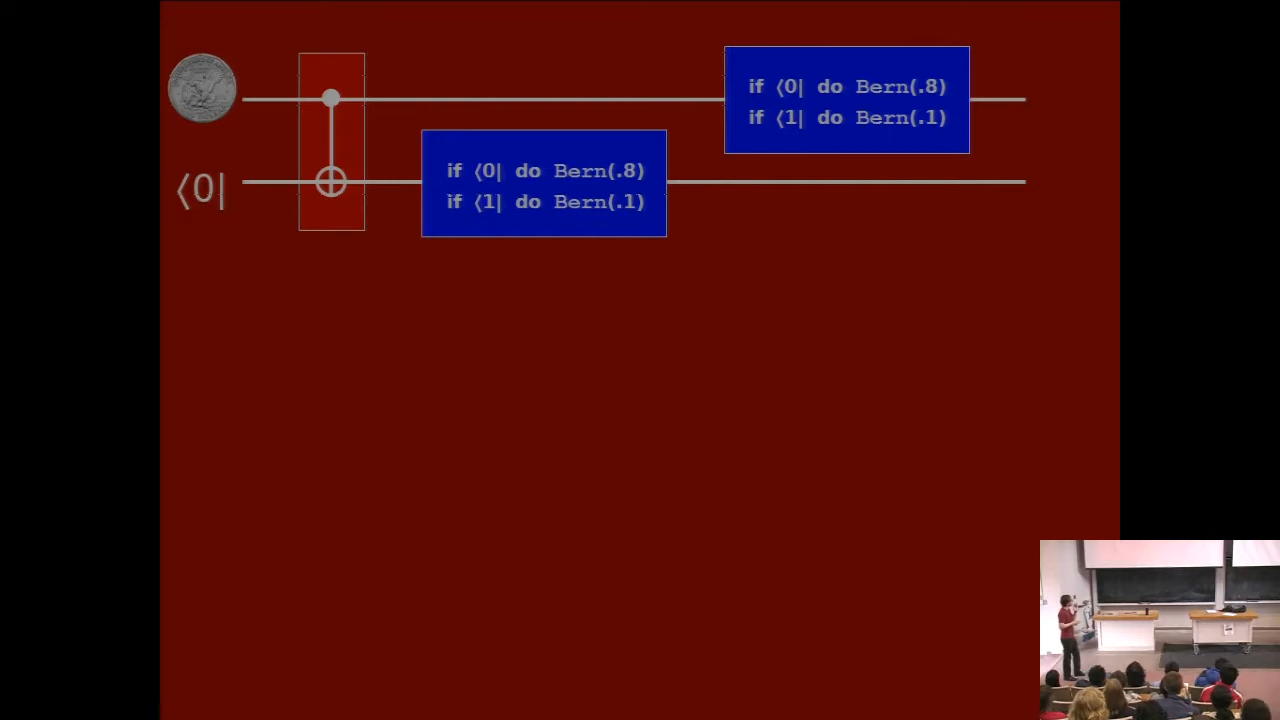 if ⟨0| do Bern(.8)
if ⟨1| do Bern(.1)
⟨0|
if ⟨0| do Bern(.8)
if ⟨1| do Bern(.1)